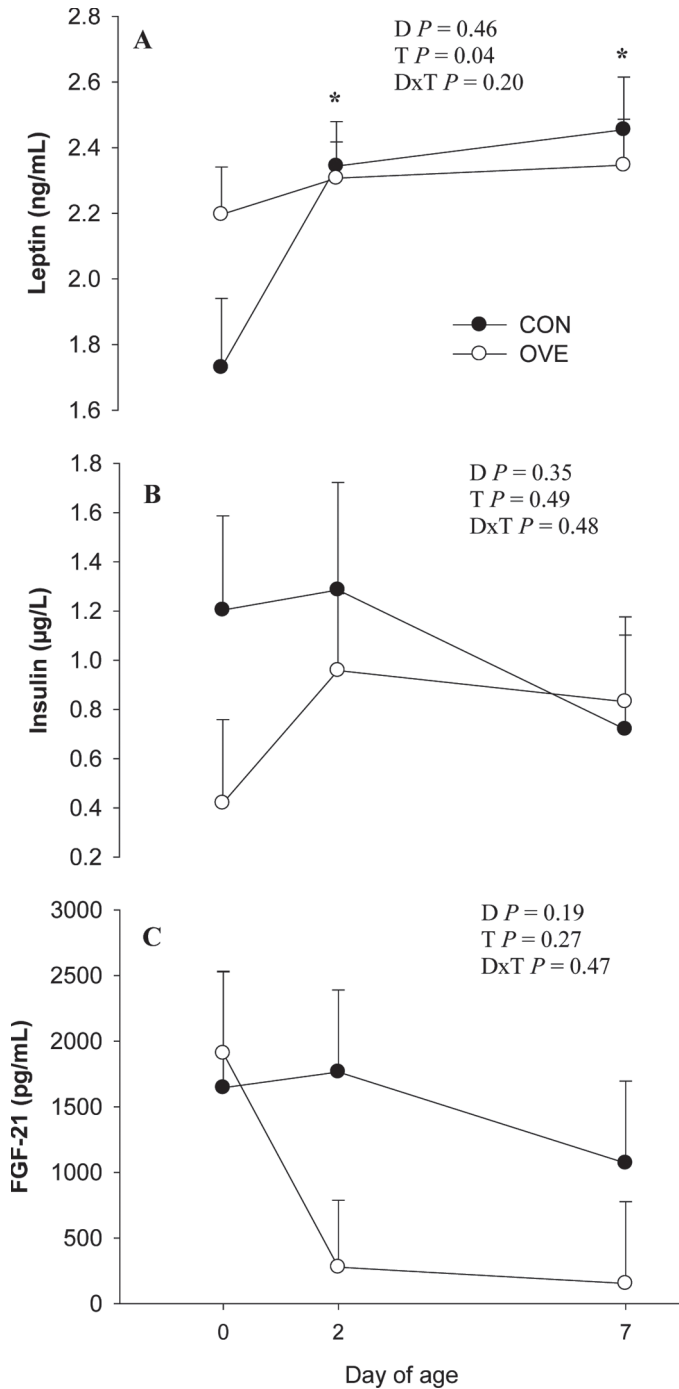 A
D P = 0.46
T P = 0.04
DxT P = 0.20
*
*
2.8
2.6
2.4
2.2
2.0
1.8
1.6
Leptin (ng/mL)
CON
OVE
B
D P = 0.35
T P = 0.49
DxT P = 0.48
1.8
1.6
1.4
1.2
1.0
0.8
0.6
0.4
0.2
Insulin (µg/L)
C
D P = 0.19
T P = 0.27
DxT P = 0.47
3000
2500
2000
1500
1000
500
0
FGF-21 (pg/mL)
0 2 7
Day of age